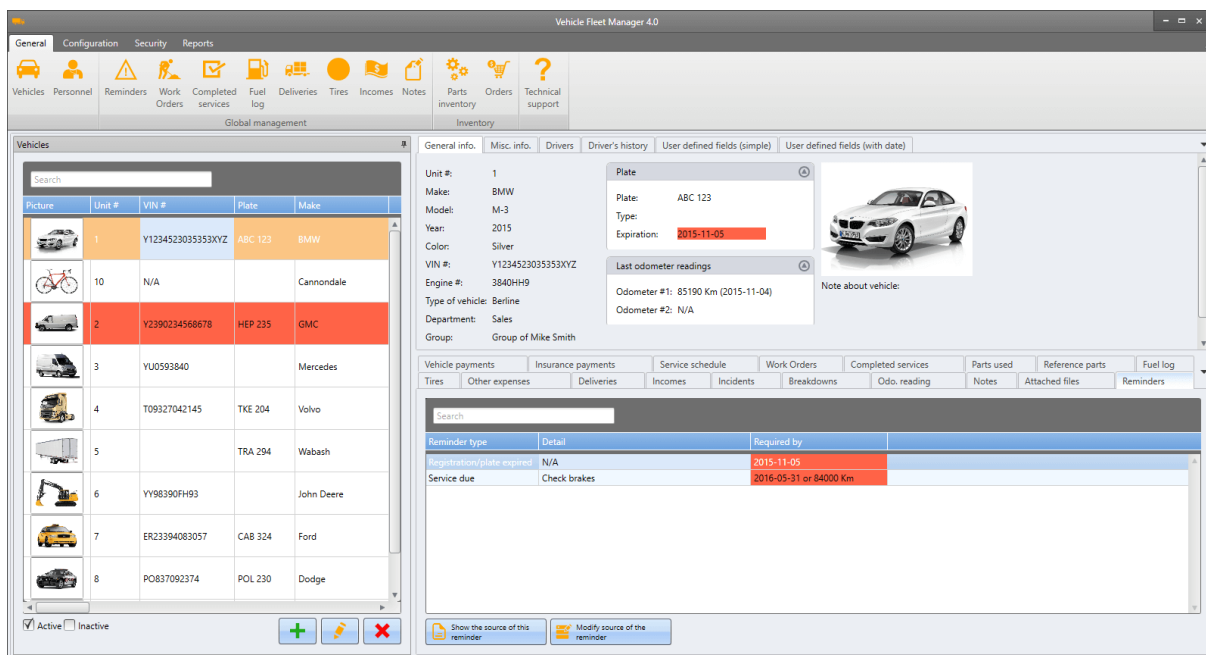 Vehicle Fleet Manager 4.0
General Configuration Security Reports
Vehicles Personnel Reminders Work Orders Completed services Fuel log Deliveries Tires Incomes Notes Parts inventory Orders Technical support
Global management Inventory
Vehicles
Search
Picture Unit # VIN # Plate Make
1 Y1234523035353XYZ ABC 123 BMW
10 N/A Cannondale
2 Y2390234568678 HEP 235 GMC
3 YU0593840 Mercedes
4 T09327042145 TKE 204 Volvo
5 TRA 294 Wabash
6 YY98390FH93 John Deere
7 ER23394083057 CAB 324 Ford
8 PO837092374 POL 230 Dodge
Active Inactive
General info. Misc. info. Drivers Driver's history User defined fields (simple) User defined fields (with date)
Unit #: 1
Make: BMW
Model: M-3
Year: 2015
Color: Silver
VIN #: Y1234523035353XYZ
Engine #: 3840HH9
Type of vehicle: Berline
Department: Sales
Group: Group of Mike Smith
Plate
Plate: ABC 123
Type:
Expiration: 2015-11-05
Last odometer readings
Odometer #1: 85190 Km (2015-11-04)
Odometer #2: N/A
Note about vehicle:
Vehicle payments Insurance payments Service schedule Work Orders Completed services Parts used Reference parts Fuel log
Tires Other expenses Deliveries Incomes Incidents Breakdowns Odo. reading Notes Attached files Reminders
Search
Reminder type Detail Required by
Registration/plate expired N/A 2015-11-05
Service due Check brakes 2016-05-31 or 84000 Km
Show the source of this reminder
Modify source of the reminder